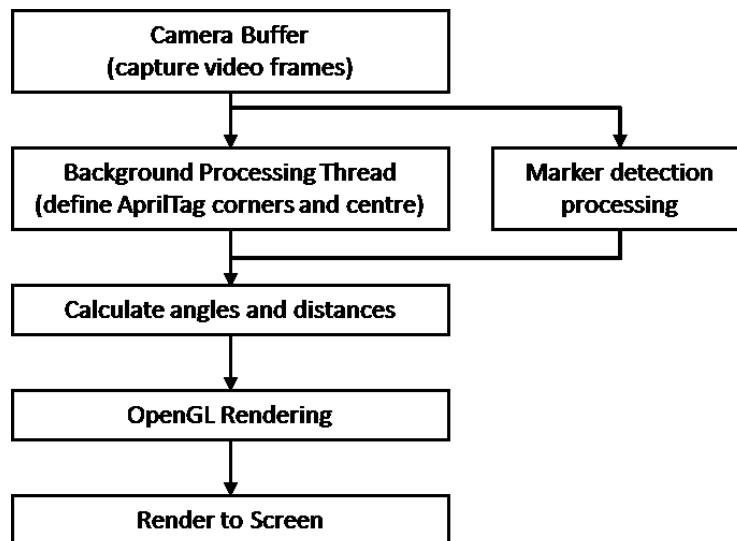 Camera Buffer
(capture video frames)
Background Processing Thread
(define AprilTag corners and centre)
Marker detection
processing
Calculate angles and distances
OpenGL Rendering
Render to Screen